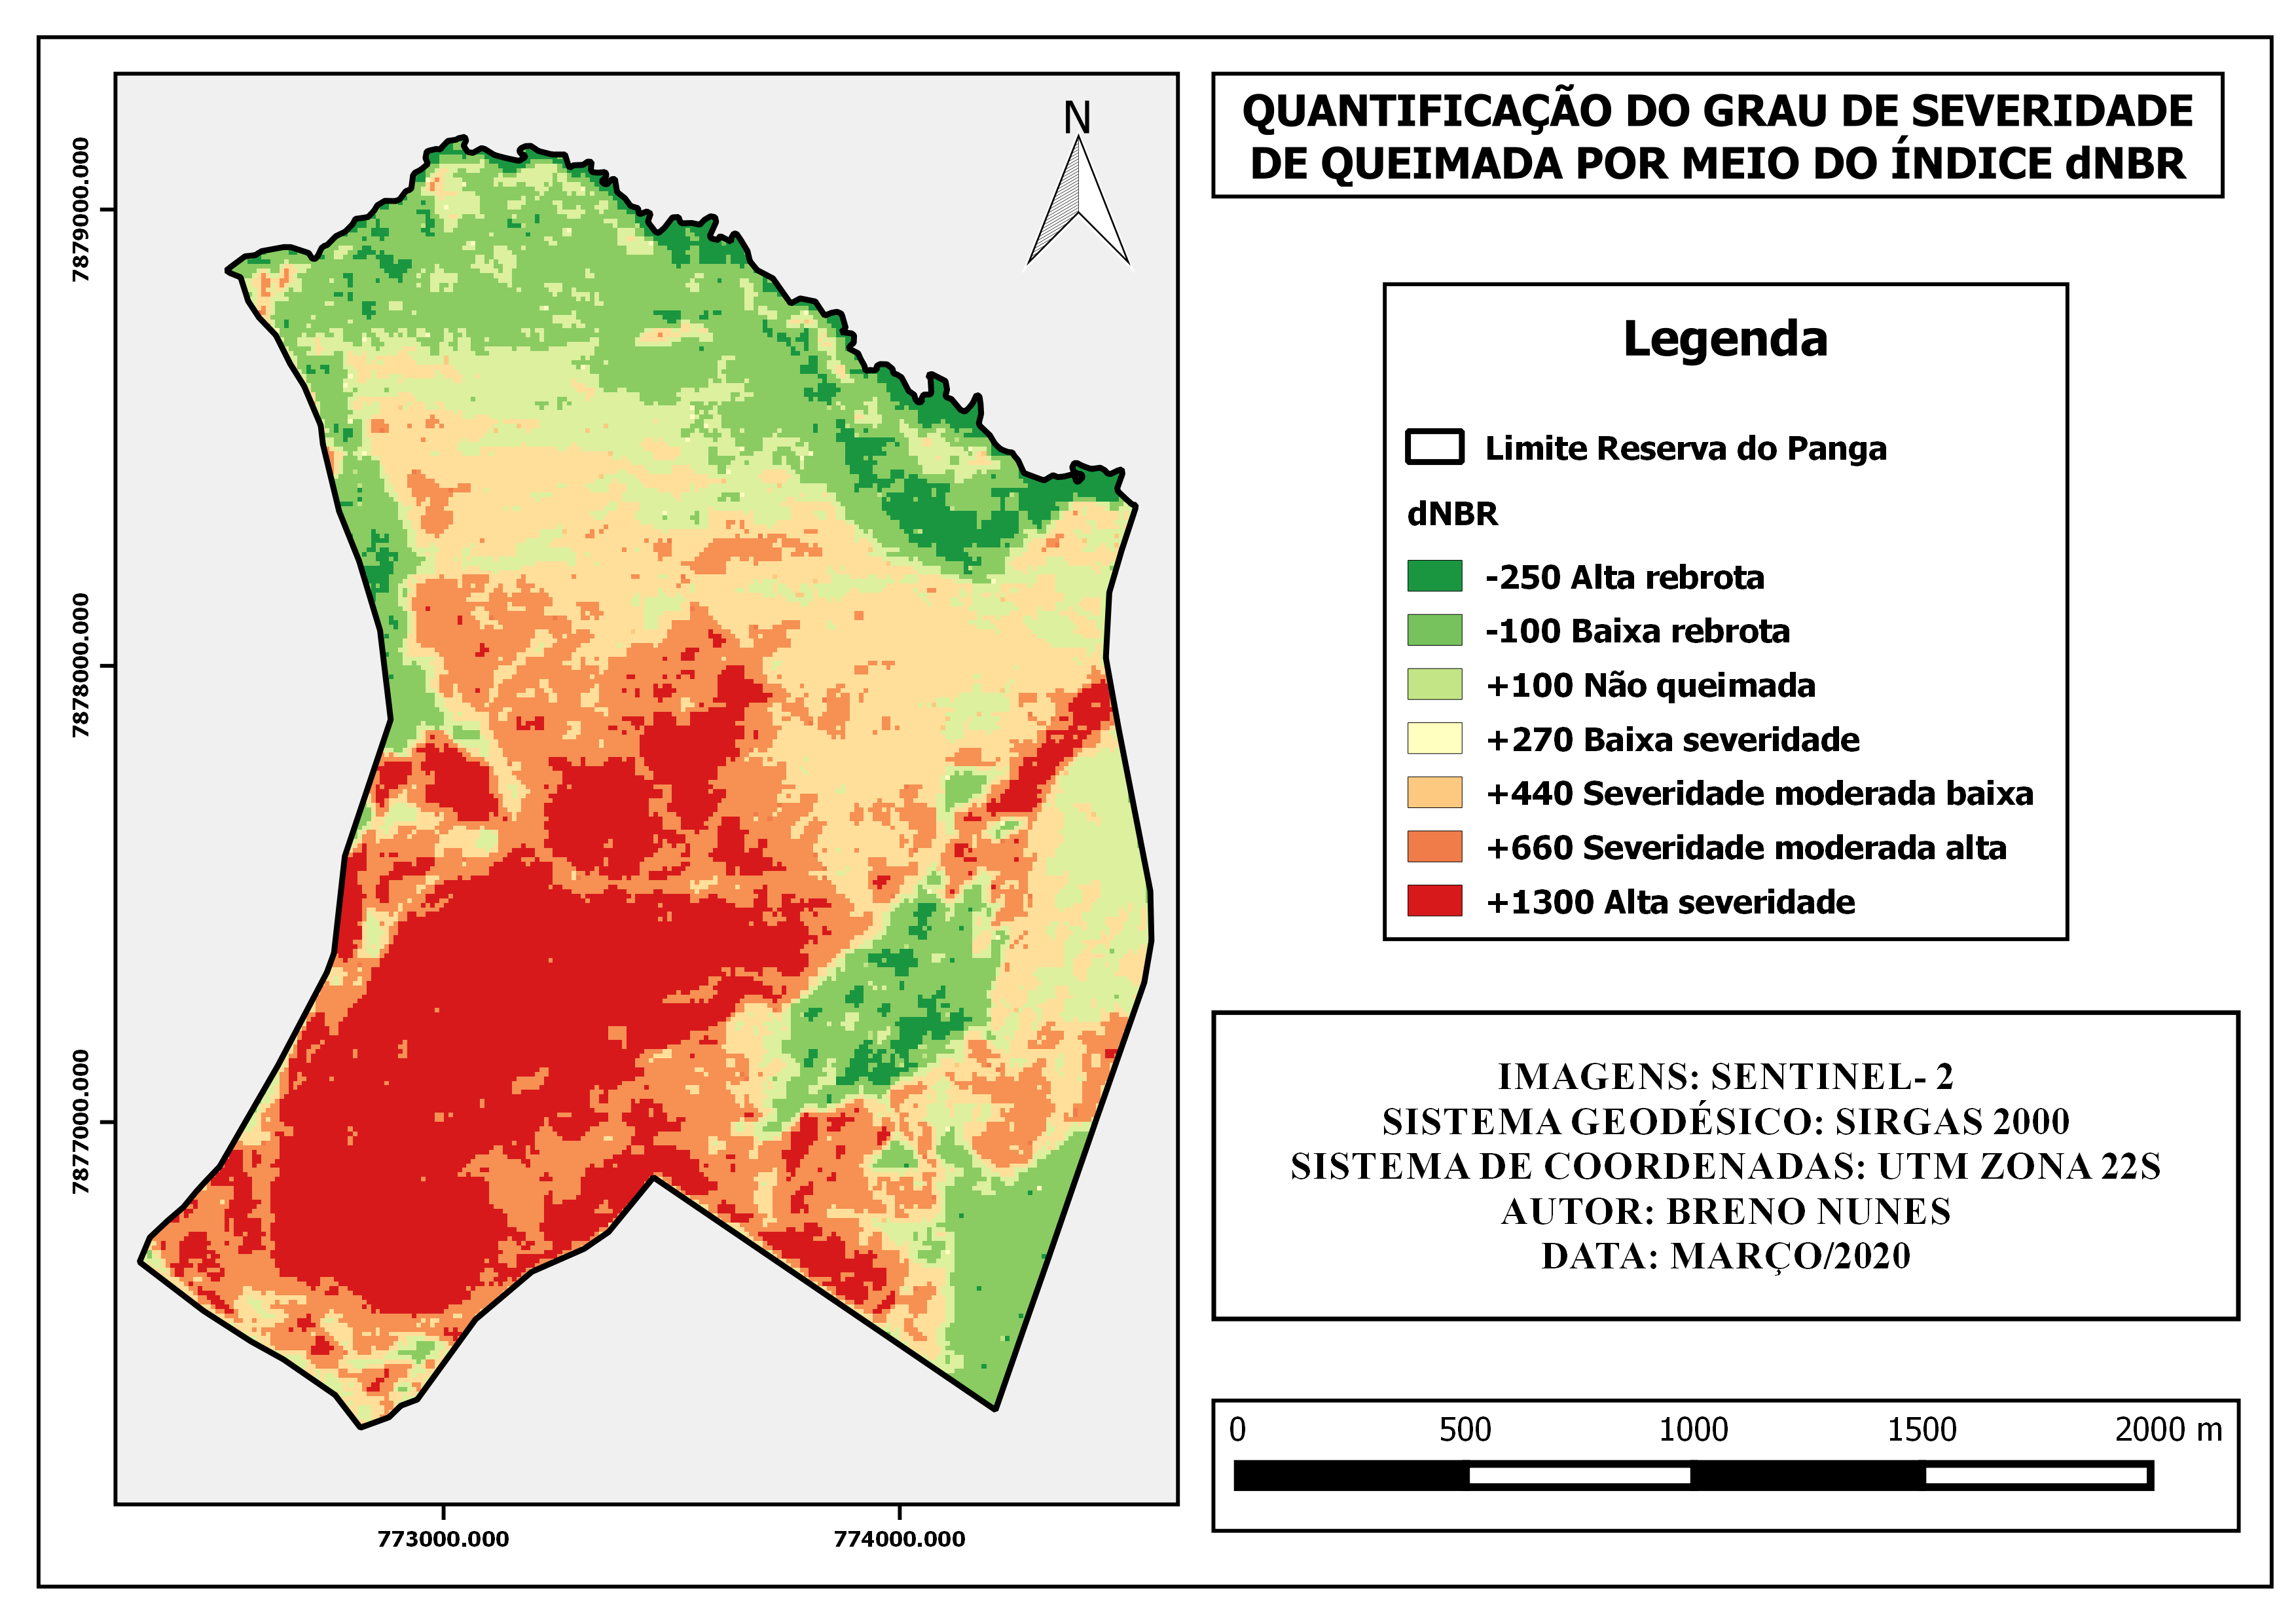 QUANTIFICAÇÃO DO GRAU DE SEVERIDADE
DE QUEIMADA POR MEIO DO ÍNDICE dNBR
N
7879000.000
7878000.000
7877000.000
773000.000
774000.000
Legenda
Limite Reserva do Panga
dNBR
-250 Alta rebrota
-100 Baixa rebrota
+100 Não queimada
+270 Baixa severidade
+440 Severidade moderada baixa
+660 Severidade moderada alta
+1300 Alta severidade
IMAGENS: SENTINEL- 2
SISTEMA GEODÉSICO: SIRGAS 2000
SISTEMA DE COORDENADAS: UTM ZONA 22S
AUTOR: BRENO NUNES
DATA: MARÇO/2020
0 500 1000 1500 2000 m